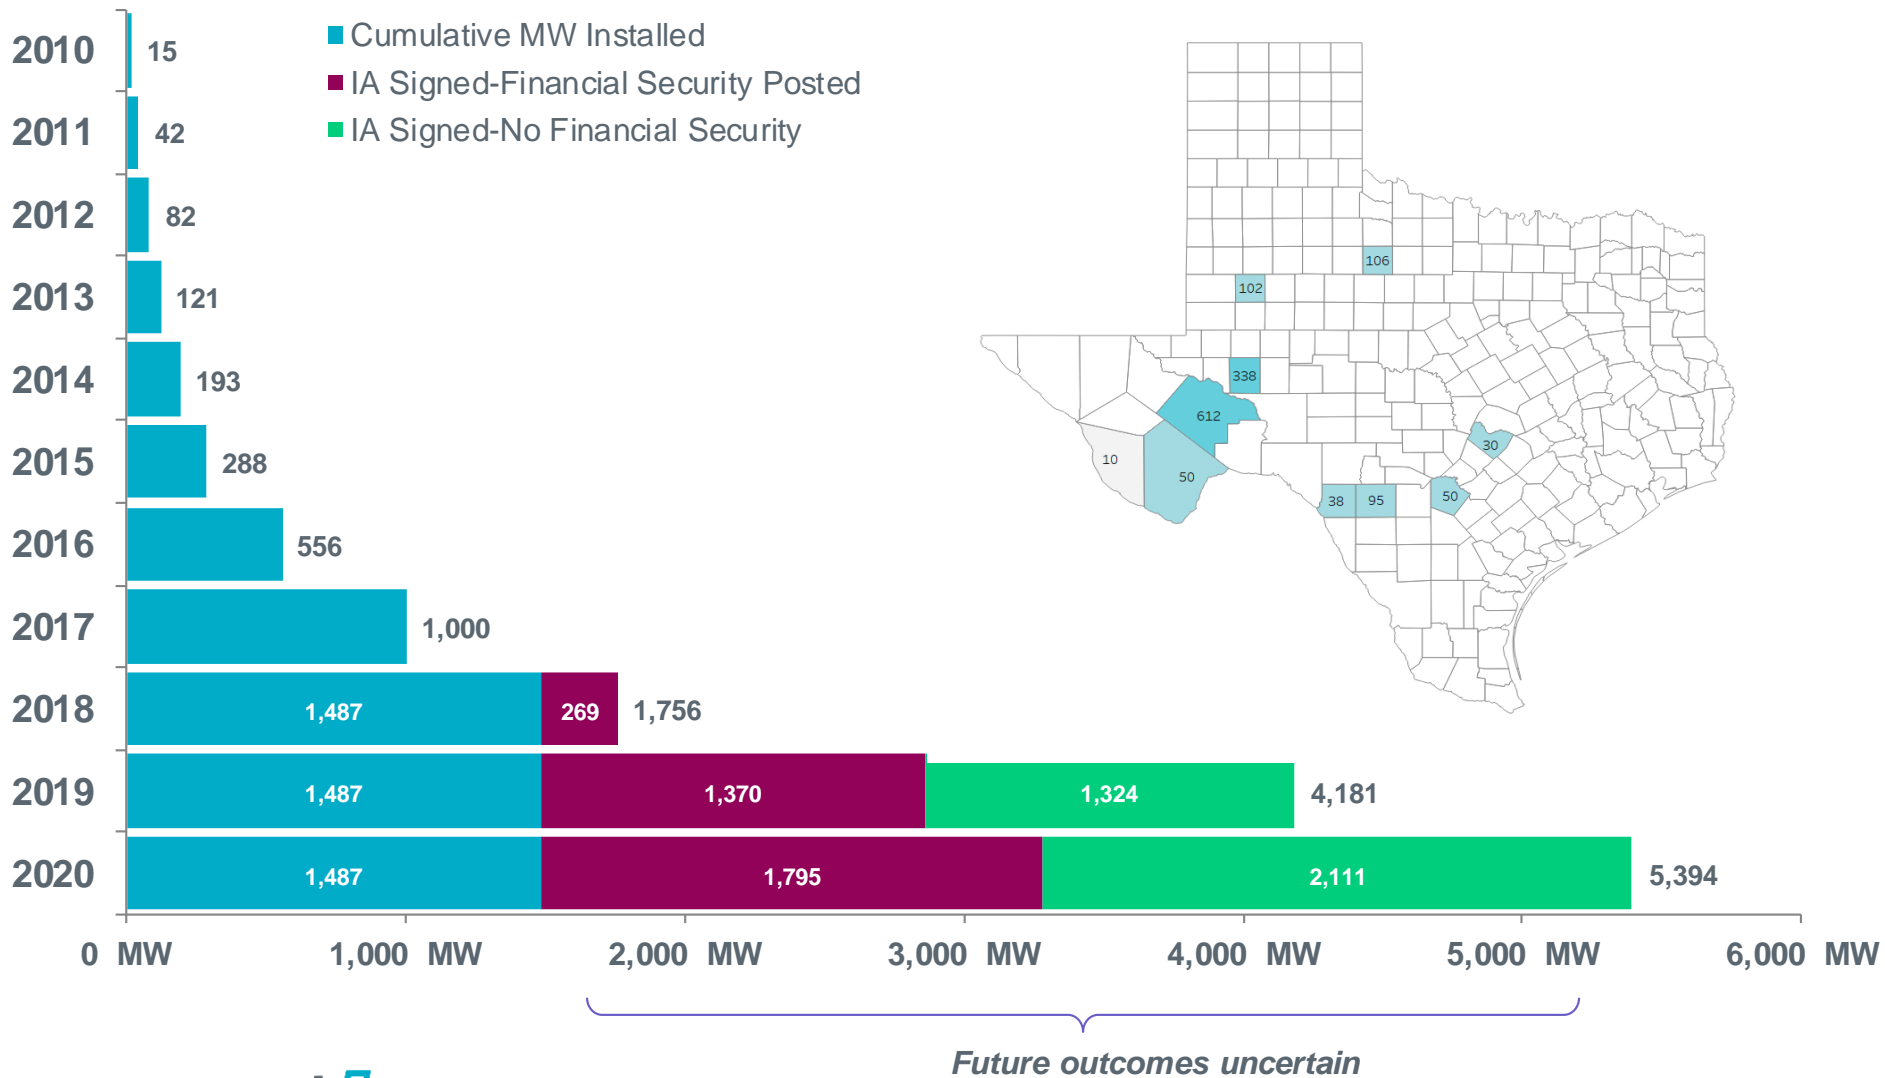 Cumulative MW Installed
IA Signed-Financial Security Posted
IA Signed-No Financial Security
2010 15
2011 42
2012 82
2013 121
2014 193
2015 288
2016 556
2017 1,000
2018 1,487 269 1,756
2019 1,487 1,370 1,324 4,181
2020 1,487 1,795 2,111 5,394
0 MW 1,000 MW 2,000 MW 3,000 MW 4,000 MW 5,000 MW 6,000 MW
Future outcomes uncertain
106
102
338
612
30
10
50
38 95 50